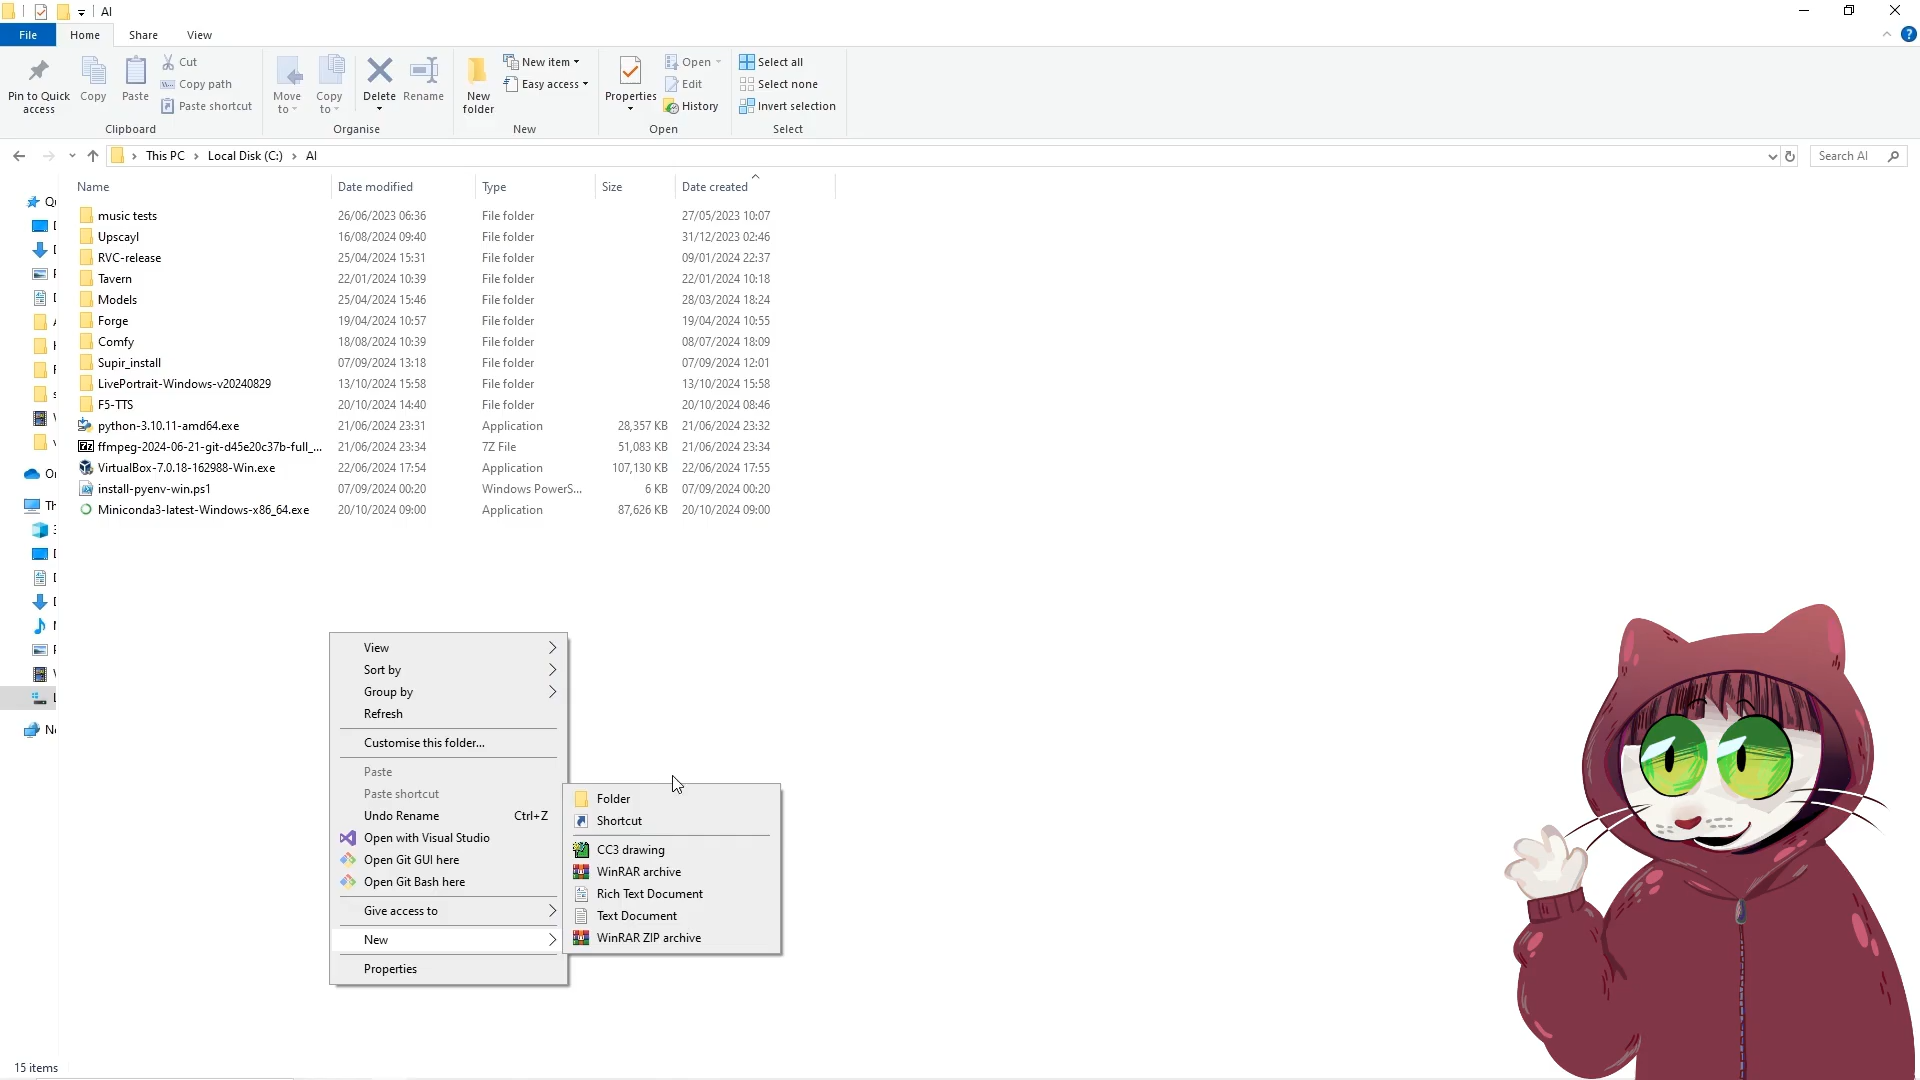 AI
File Home Share View
Pin to Quick access
Copy
Paste
Cut
Copy path
Paste shortcut
Clipboard
Move to
Copy to
Delete
Rename
Organise
New folder
New item
Easy access
New
Properties
Open
Edit
History
Open
Select all
Select none
Invert selection
Select
This PC > Local Disk (C:) > AI
Search AI
Name Date modified Type Size Date created
music tests 26/06/2023 06:36 File folder 27/05/2023 10:07
Upscayl 16/08/2024 09:40 File folder 31/12/2023 02:46
RVC-release 25/04/2024 15:31 File folder 09/01/2024 22:37
Tavern 22/01/2024 10:39 File folder 22/01/2024 10:18
Models 25/04/2024 15:46 File folder 28/03/2024 18:24
Forge 19/04/2024 10:57 File folder 19/04/2024 10:55
Comfy 18/08/2024 10:39 File folder 08/07/2024 18:09
Supir_install 07/09/2024 13:18 File folder 07/09/2024 12:01
LivePortrait-Windows-v20240829 13/10/2024 15:58 File folder 13/10/2024 15:58
F5-TTS 20/10/2024 14:40 File folder 20/10/2024 08:46
python-3.10.11-amd64.exe 21/06/2024 23:31 Application 28,357 KB 21/06/2024 23:32
ffmpeg-2024-06-21-git-d45e20c37b-full_... 21/06/2024 23:34 7Z File 51,083 KB 21/06/2024 23:34
VirtualBox-7.0.18-162988-Win.exe 22/06/2024 17:54 Application 107,130 KB 22/06/2024 17:55
install-pyenv-win.ps1 07/09/2024 00:20 Windows PowerS... 6 KB 07/09/2024 00:20
Miniconda3-latest-Windows-x86_64.exe 20/10/2024 09:00 Application 87,626 KB 20/10/2024 09:00
View
Sort by
Group by
Refresh
Customise this folder...
Paste
Paste shortcut
Undo Rename Ctrl+Z
Open with Visual Studio
Open Git GUI here
Open Git Bash here
Give access to
New
Properties
Folder
Shortcut
CC3 drawing
WinRAR archive
Rich Text Document
Text Document
WinRAR ZIP archive
15 items